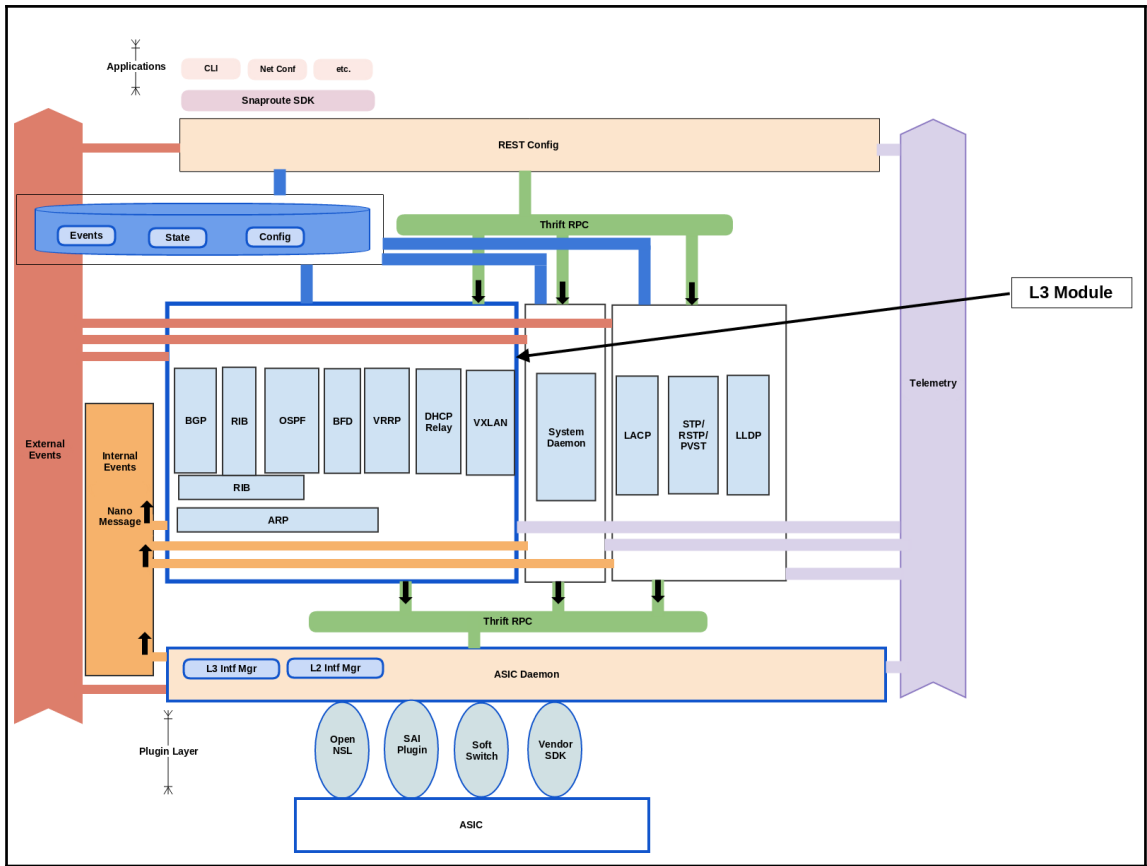 Applications
CLI
Net Conf
etc.
Snaproute SDK
REST Config
Thrift RPC
Events
State
Config
L3 Module
Telemetry
External
Events
Internal
Events
Nano
Message
BGP
RIB
OSPF
BFD
VRRP
DHCP
Relay
VXLAN
System
Daemon
LACP
STP/
RSTP/
PVST
LLDP
RIB
ARP
Thrift RPC
L3 Intf Mgr
L2 Intf Mgr
ASIC Daemon
Plugin Layer
Open
NSL
SAI
Plugin
Soft
Switch
Vendor
SDK
ASIC